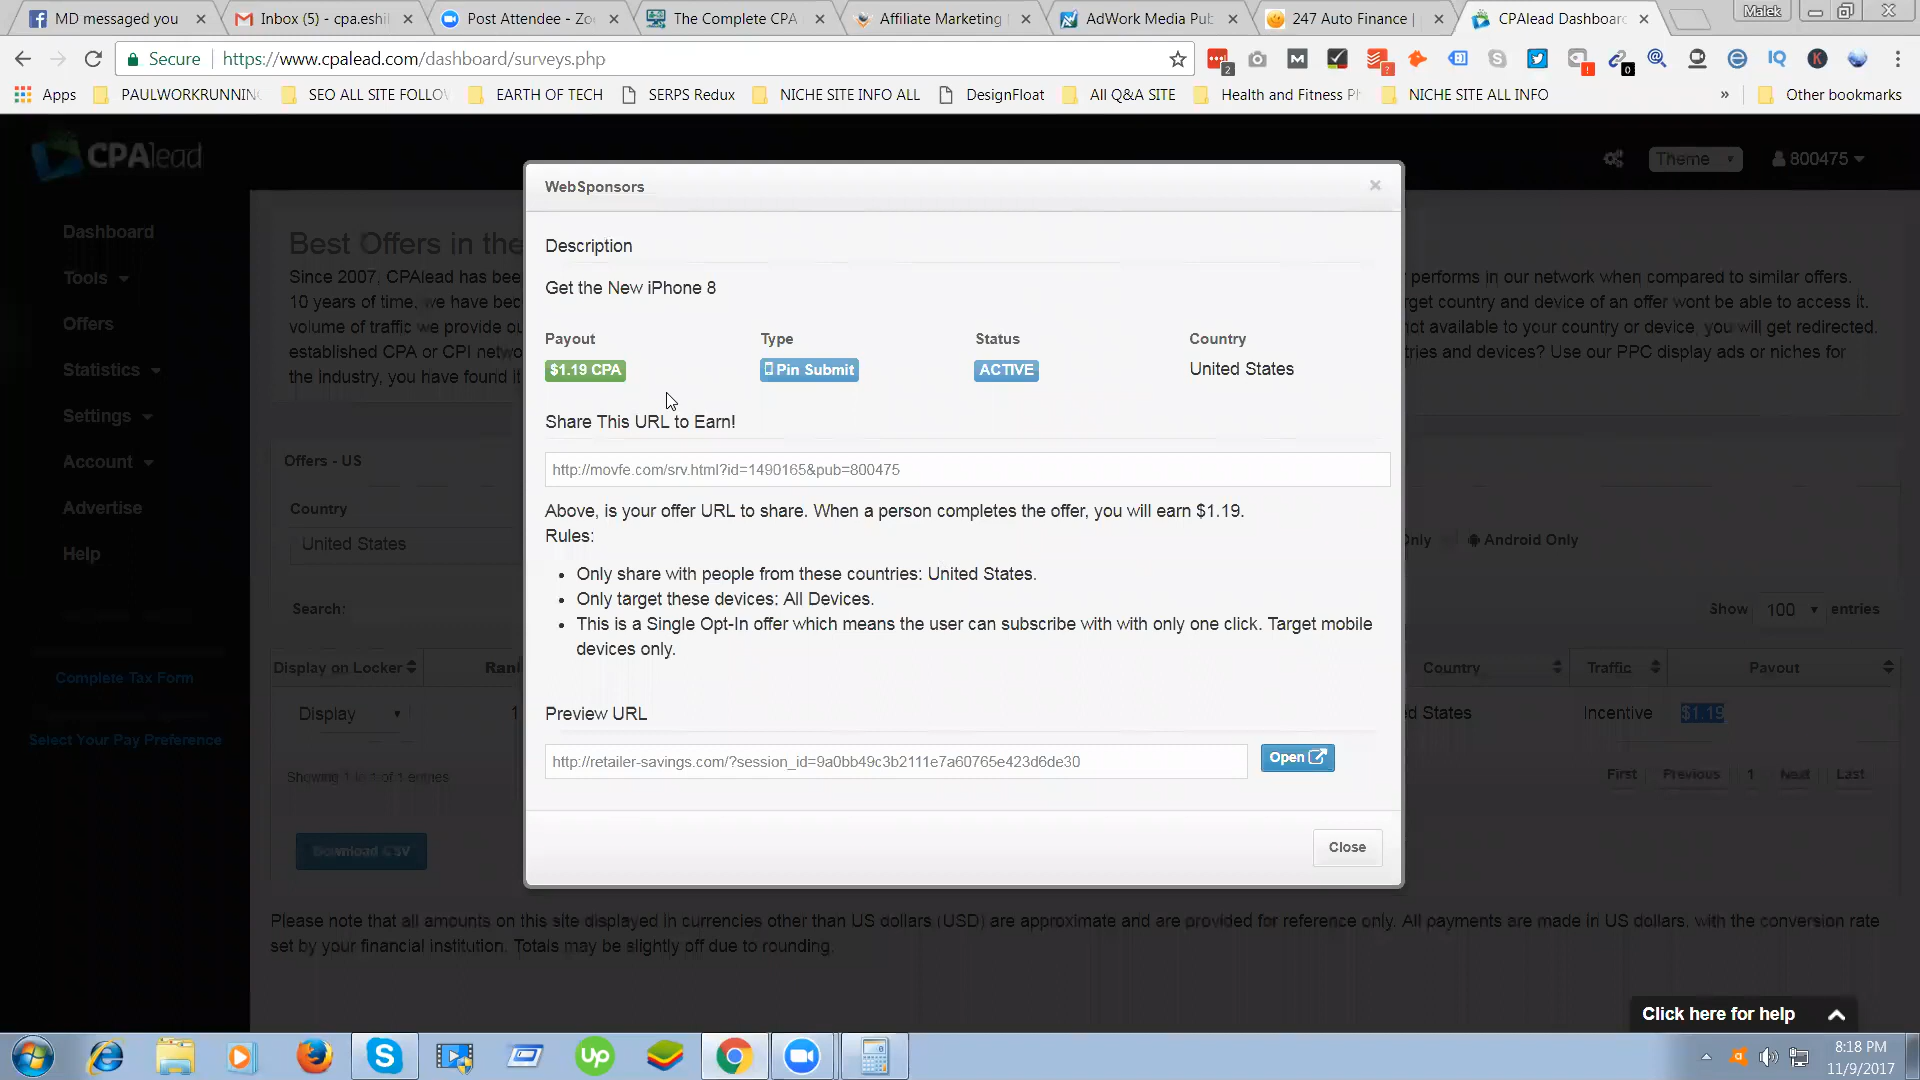 MD messaged you
Inbox (5) - cpa.eshil
Post Attendee - Zoo
The Complete CPA
Affiliate Marketing
AdWork Media Pub
247 Auto Finance |
CPAlead Dashboard
Malek
Secure
https://www.cpalead.com/dashboard/surveys.php
Apps
PAULWORKRUNNING
SEO ALL SITE FOLLOW
EARTH OF TECH
SERPS Redux
NICHE SITE INFO ALL
DesignFloat
All Q&A SITE
Health and Fitness
NICHE SITE ALL INFO
» Other bookmarks
CPAlead
Theme
800475
Dashboard
Tools
Offers
Statistics
Settings
Account
Advertise
Help
Complete Tax Form
Select Your Pay Preference
Best Offers in the
Since 2007, CPAlead has
10 years of time, we have
volume of traffic we provide
established CPA or CPI
the industry, you have found
performs in our network when compared to similar offers.
country and device of an offer wont be able to access it.
not available to your country or device, you will get redirected.
and devices? Use our PPC display ads or niches for
WebSponsors
×
Description
Get the New iPhone 8
Payout Type Status Country
$1.19 CPA Pin Submit ACTIVE United States
Share This URL to Earn!
http://movfe.com/srv.html?id=1490165&pub=800475
Above, is your offer URL to share. When a person completes the offer, you will earn $1.19.
Rules:
• Only share with people from these countries: United States.
• Only target these devices: All Devices.
• This is a Single Opt-In offer which means the user can subscribe with with only one click. Target mobile
devices only.
Preview URL
http://retailer-savings.com/?session_id=9a0bb49c3b2111e7a60765e423d6de30
Open
Close
Offers - US
Country
United States
Android Only
Search:
Show 100 entries
Display on Locker
Country Traffic Payout
Display
Incentive $1.19
Showing 1 to 1 of 1 entries
First Previous 1 Next Last
Download CSV
Please note that all amounts on this site displayed in currencies other than US dollars (USD) are approximate and are provided for reference only. All payments are made in US dollars, with the conversion rate
set by your financial institution. Totals may be slightly off due to rounding.
Click here for help
8:18 PM
11/9/2017